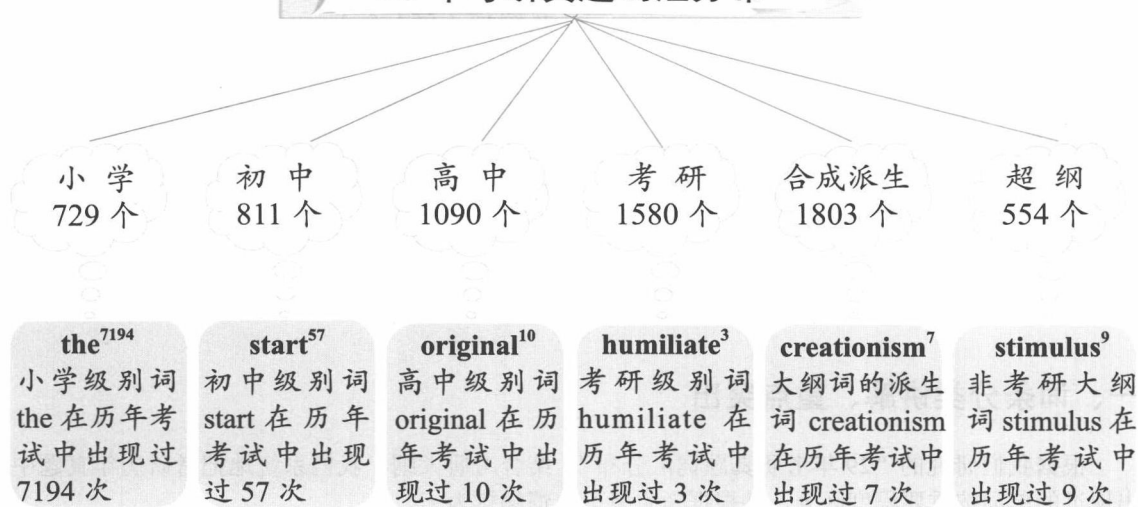 小学
729 个
初中
811 个
高中
1090 个
考研
1580 个
合成派生
1803 个
超纲
554 个
the7194
小学级别词
the 在历年考
试中出现过
7194 次
start57
初中级别词
start 在历年
考试中出现
过 57 次
original10
高中级别词
original 在历
年考试中出
现过 10 次
humiliate3
考研级别词
humiliate 在
历年考试中
出现过 3 次
creationism7
大纲词的派生
词 creationism
在历年考试中
出现过 7 次
stimulus9
非考研大纲
词 stimulus 在
历年考试中
出现过 9 次